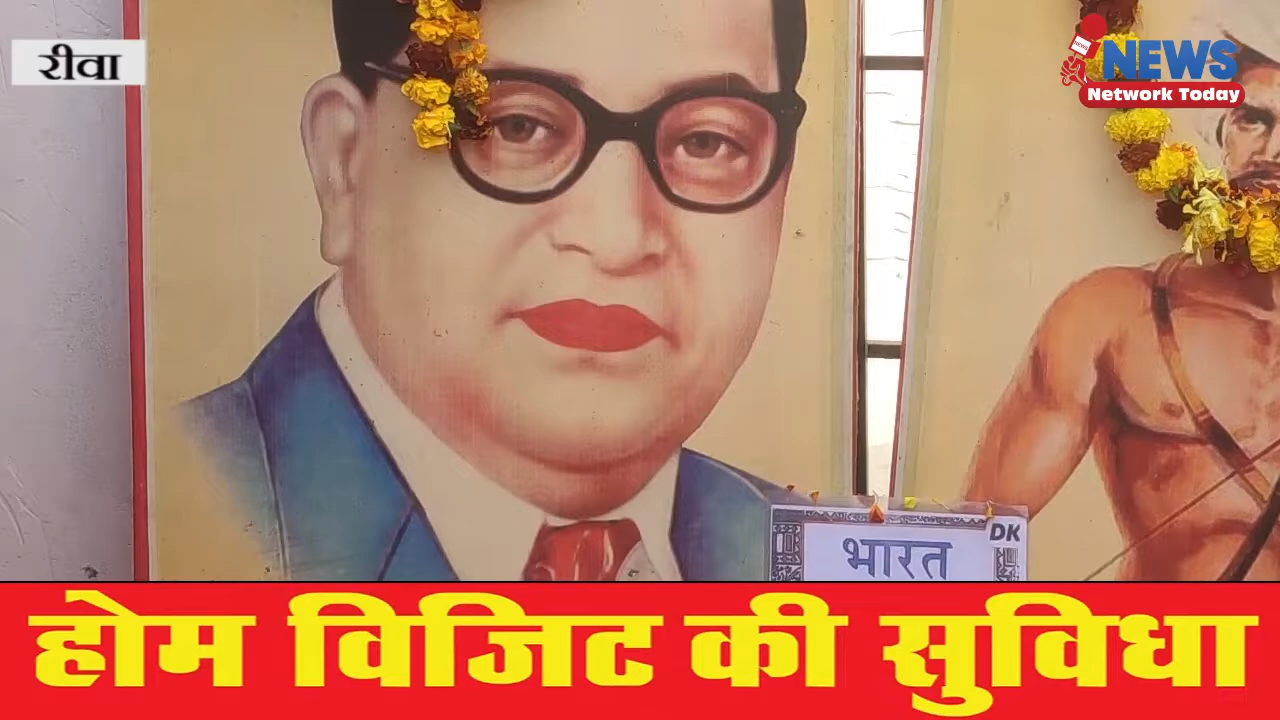 रीवा
NEWS
Network Today
DK
भारत
होम विजिट की सुविधा